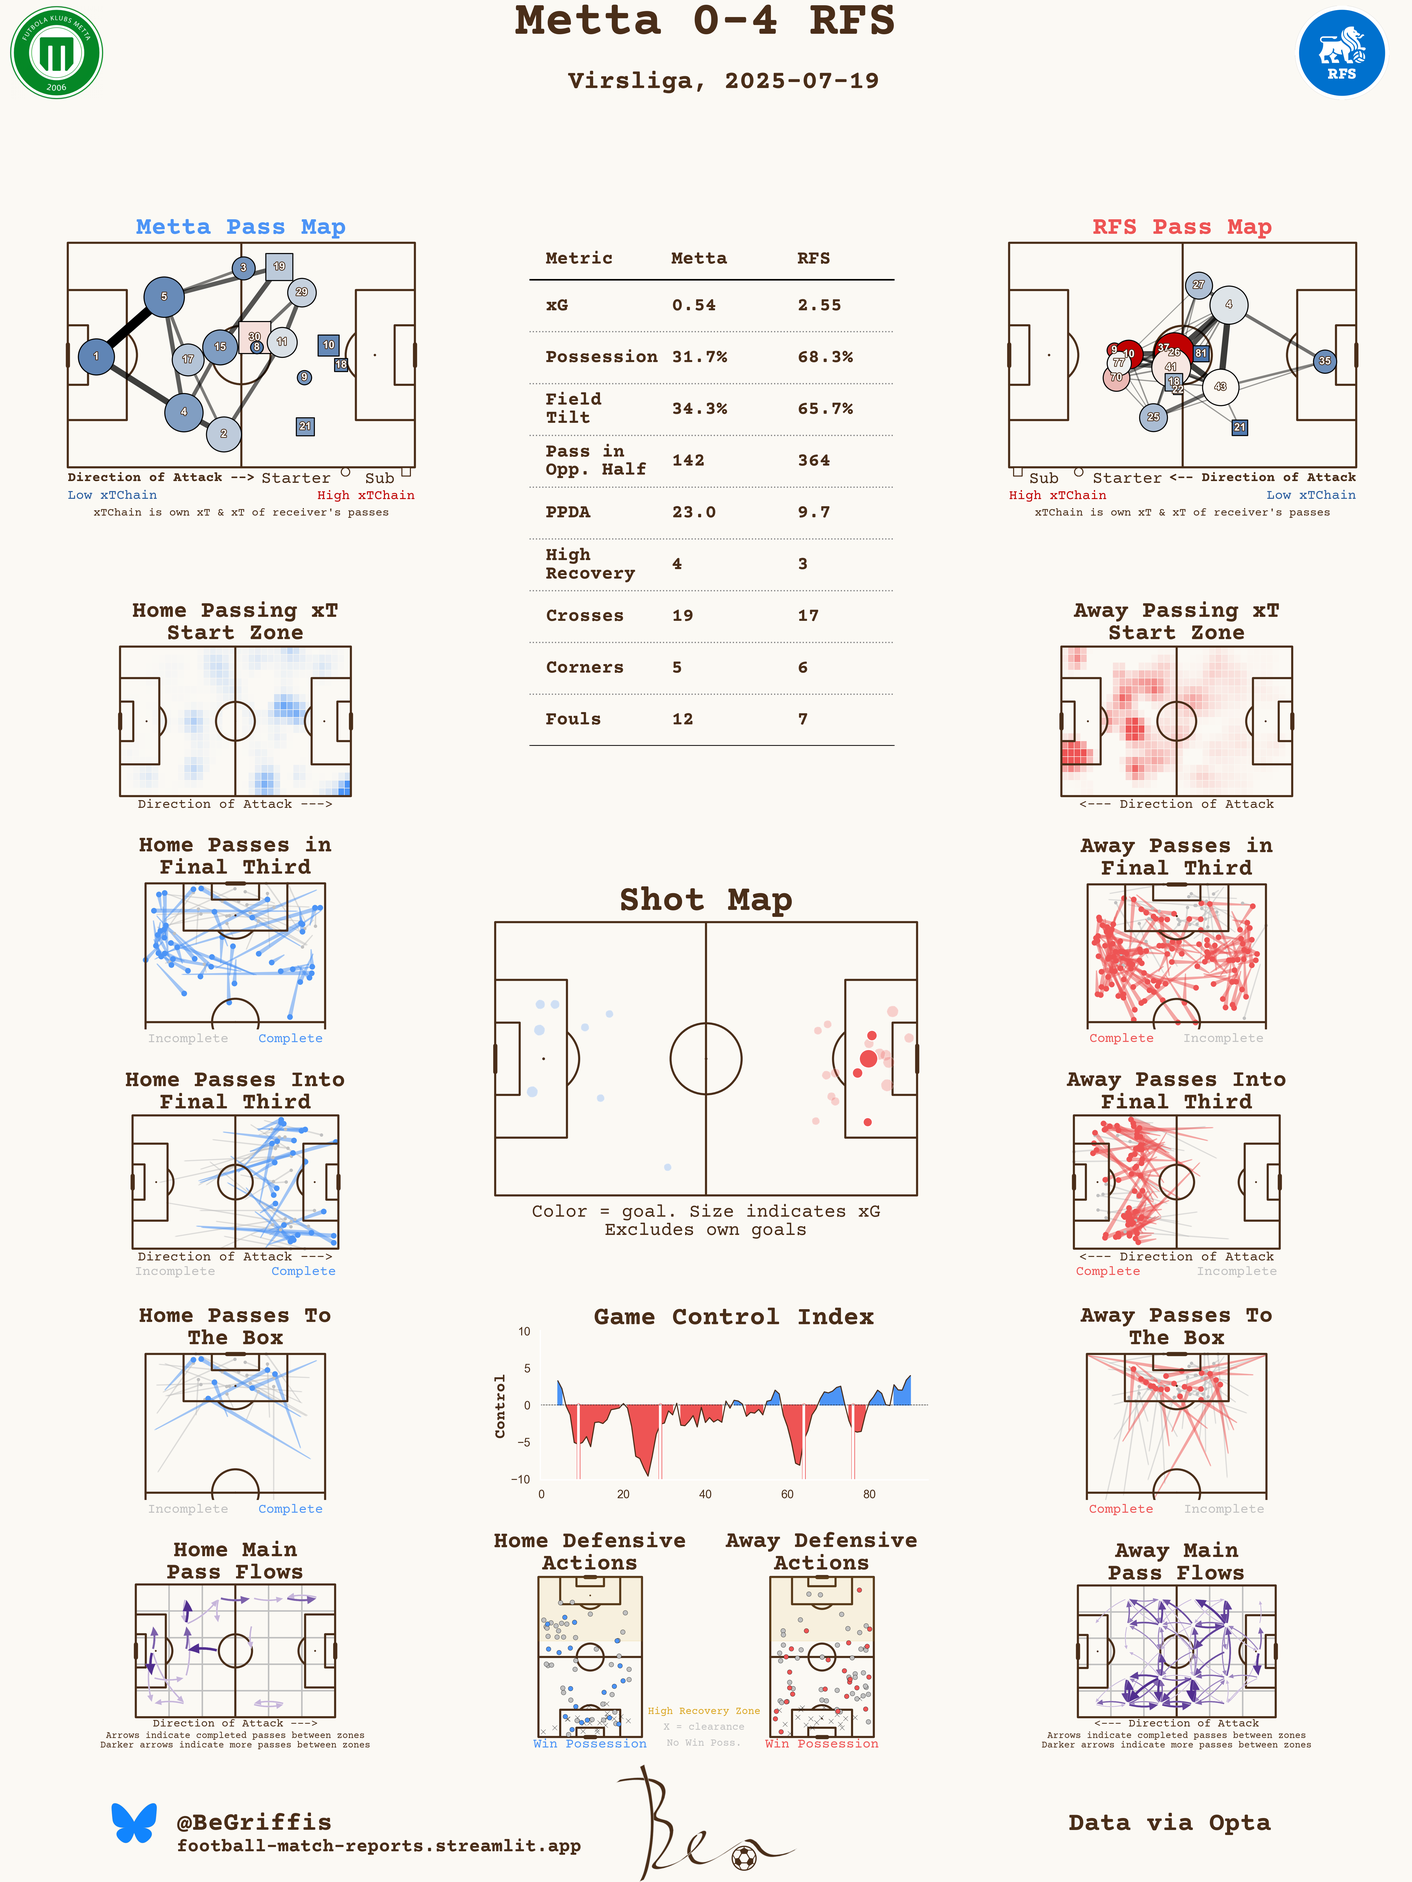 Metta 0-4 RFS
FUTBOLA KLUBS METTA
2006
RFS
Virsliga, 2025-07-19
Metta Pass Map
3
19
5
29
30
8
11
15
10
1
17
18
9
4
2
21
Direction of Attack --> Starter Sub
Low xTChain High xTChain
xTChain is own xT & xT of receiver's passes
Metric Metta RFS
xG 0.54 2.55
Possession 31.7% 68.3%
Field
Tilt 34.3% 65.7%
Pass in
Opp. Half 142 364
PPDA 23.0 9.7
High
Recovery 4 3
Crosses 19 17
Corners 5 6
Fouls 12 7
RFS Pass Map
27
4
9
10
37
26
81
77
41
35
70
18
22
43
25
21
Sub Starter <-- Direction of Attack
High xTChain Low xTChain
xTChain is own xT & xT of receiver's passes
Home Passing xT
Start Zone
Direction of Attack --->
Away Passing xT
Start Zone
<--- Direction of Attack
Home Passes in
Final Third
Incomplete Complete
Away Passes in
Final Third
Complete Incomplete
Shot Map
Color = goal. Size indicates xG
Excludes own goals
Home Passes Into
Final Third
Direction of Attack --->
Incomplete Complete
Away Passes Into
Final Third
<--- Direction of Attack
Complete Incomplete
Home Passes To
The Box
Incomplete Complete
Game Control Index
10
5
0
−5
−10
Control
0 20 40 60 80
Away Passes To
The Box
Complete Incomplete
Home Main
Pass Flows
Direction of Attack --->
Arrows indicate completed passes between zones
Darker arrows indicate more passes between zones
Home Defensive
Actions
Win Possession
High Recovery Zone
X = clearance
No Win Poss.
Away Defensive
Actions
Win Possession
Away Main
Pass Flows
<--- Direction of Attack
Arrows indicate completed passes between zones
Darker arrows indicate more passes between zones
@BeGriffis
football-match-reports.streamlit.app
Ben
Data via Opta